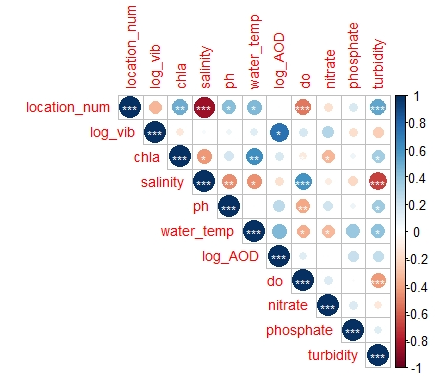 location_num
log_vib
chla
salinity
ph
water_temp
log_AOD
do
nitrate
phosphate
turbidity
location_num *** ** *** * * *** ***
log_vib *** *
chla *** * ** * *
salinity *** ** * *** ***
ph *** * *
water_temp *** * * *
log_AOD ***
do *** ***
nitrate ***
phosphate ***
turbidity ***
1
0.8
0.6
0.4
0.2
0
-0.2
-0.4
-0.6
-0.8
-1